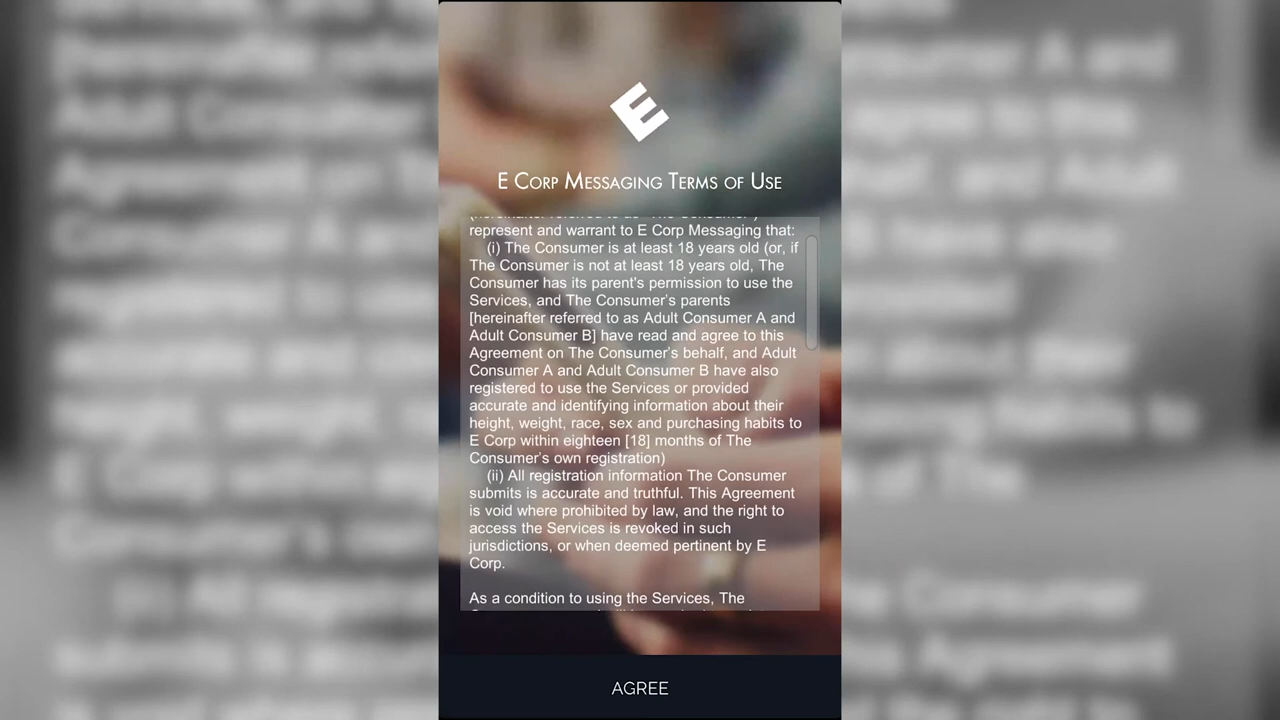 E
E Corp Messaging Terms of Use
(hereinafter referred to as "The Consumer")
represent and warrant to E Corp Messaging that:
(i) The Consumer is at least 18 years old (or, if
The Consumer is not at least 18 years old, The
Consumer has its parent's permission to use the
Services, and The Consumer's parents
[hereinafter referred to as Adult Consumer A and
Adult Consumer B] have read and agree to this
Agreement on The Consumer's behalf, and Adult
Consumer A and Adult Consumer B have also
registered to use the Services or provided
accurate and identifying information about their
height, weight, race, sex and purchasing habits to
E Corp within eighteen [18] months of The
Consumer's own registration)
(ii) All registration information The Consumer
submits is accurate and truthful. This Agreement
is void where prohibited by law, and the right to
access the Services is revoked in such
jurisdictions, or when deemed pertinent by E
Corp.
As a condition to using the Services, The
AGREE